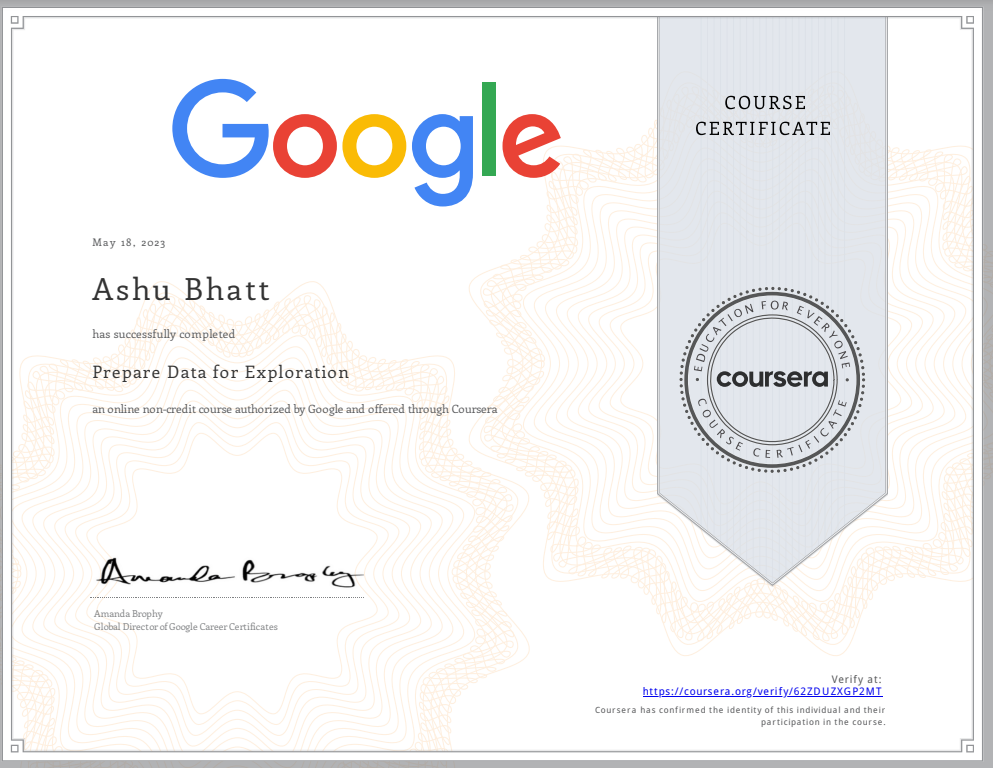 Google
COURSE
CERTIFICATE
May 18, 2023
Ashu Bhatt
has successfully completed
Prepare Data for Exploration
an online non-credit course authorized by Google and offered through Coursera
EDUCATION FOR EVERYONE
coursera
COURSE CERTIFICATE
Amanda Brophy
Amanda Brophy
Global Director of Google Career Certificates
Verify at:
https://coursera.org/verify/62ZDUZXGP2MT
Coursera has confirmed the identity of this individual and their
participation in the course.